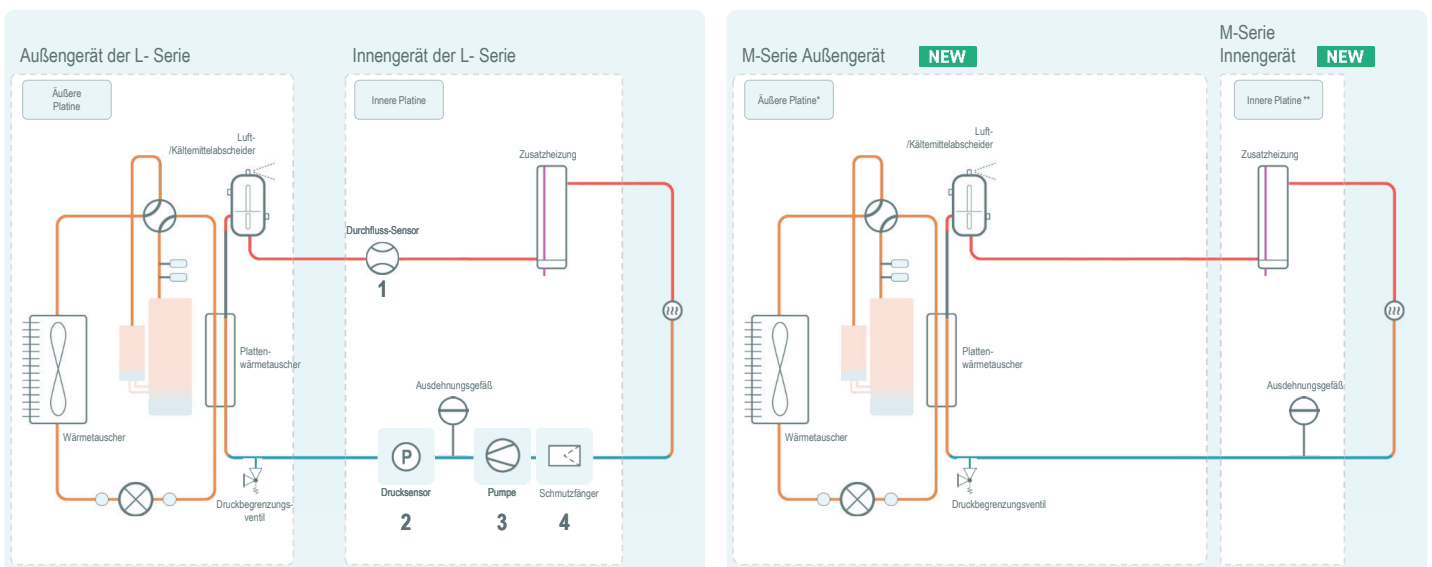 Außengerät der L- Serie
Innengerät der L- Serie
Äußere
Platine
Innere Platine
Luft-
/Kältemittelabscheider
Zusatzheizung
Durchfluss-Sensor
1
Platten-
wärmetauscher
Ausdehnungsgefäß
Wärmetauscher
P
Drucksensor
Pumpe
Schmutzfänger
Druckbegrenzungs-
ventil
2
3
4
M-Serie Außengerät
NEW
M-Serie
Innengerät
NEW
Äußere Platine*
Innere Platine **
Luft-
/Kältemittelabscheider
Zusatzheizung
Platten-
wärmetauscher
Ausdehnungsgefäß
Wärmetauscher
Druckbegrenzungsventil